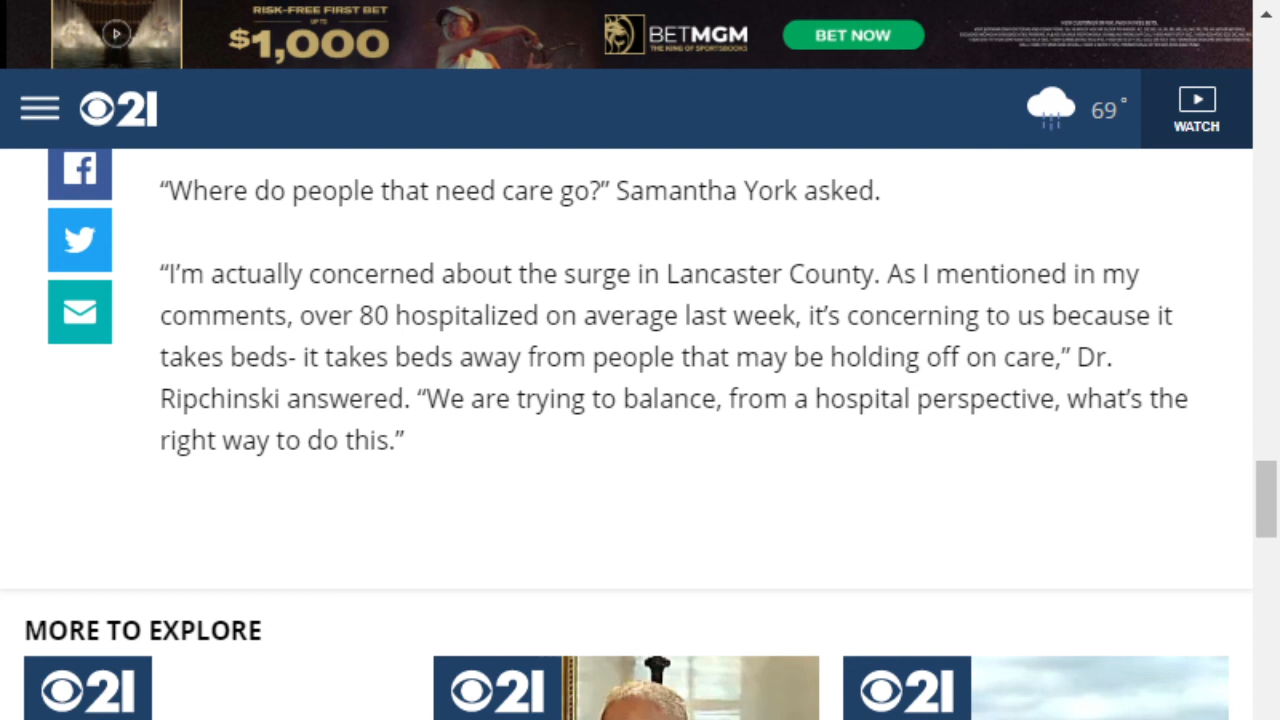 RISK-FREE FIRST BET
UP TO
$1,000
BETMGM
THE KING OF SPORTSBOOKS
BET NOW
21
69°
WATCH
“Where do people that need care go?” Samantha York asked.
“I’m actually concerned about the surge in Lancaster County. As I mentioned in my
comments, over 80 hospitalized on average last week, it’s concerning to us because it
takes beds- it takes beds away from people that may be holding off on care,” Dr.
Ripchinski answered. “We are trying to balance, from a hospital perspective, what’s the
right way to do this.”
MORE TO EXPLORE
21
21
21